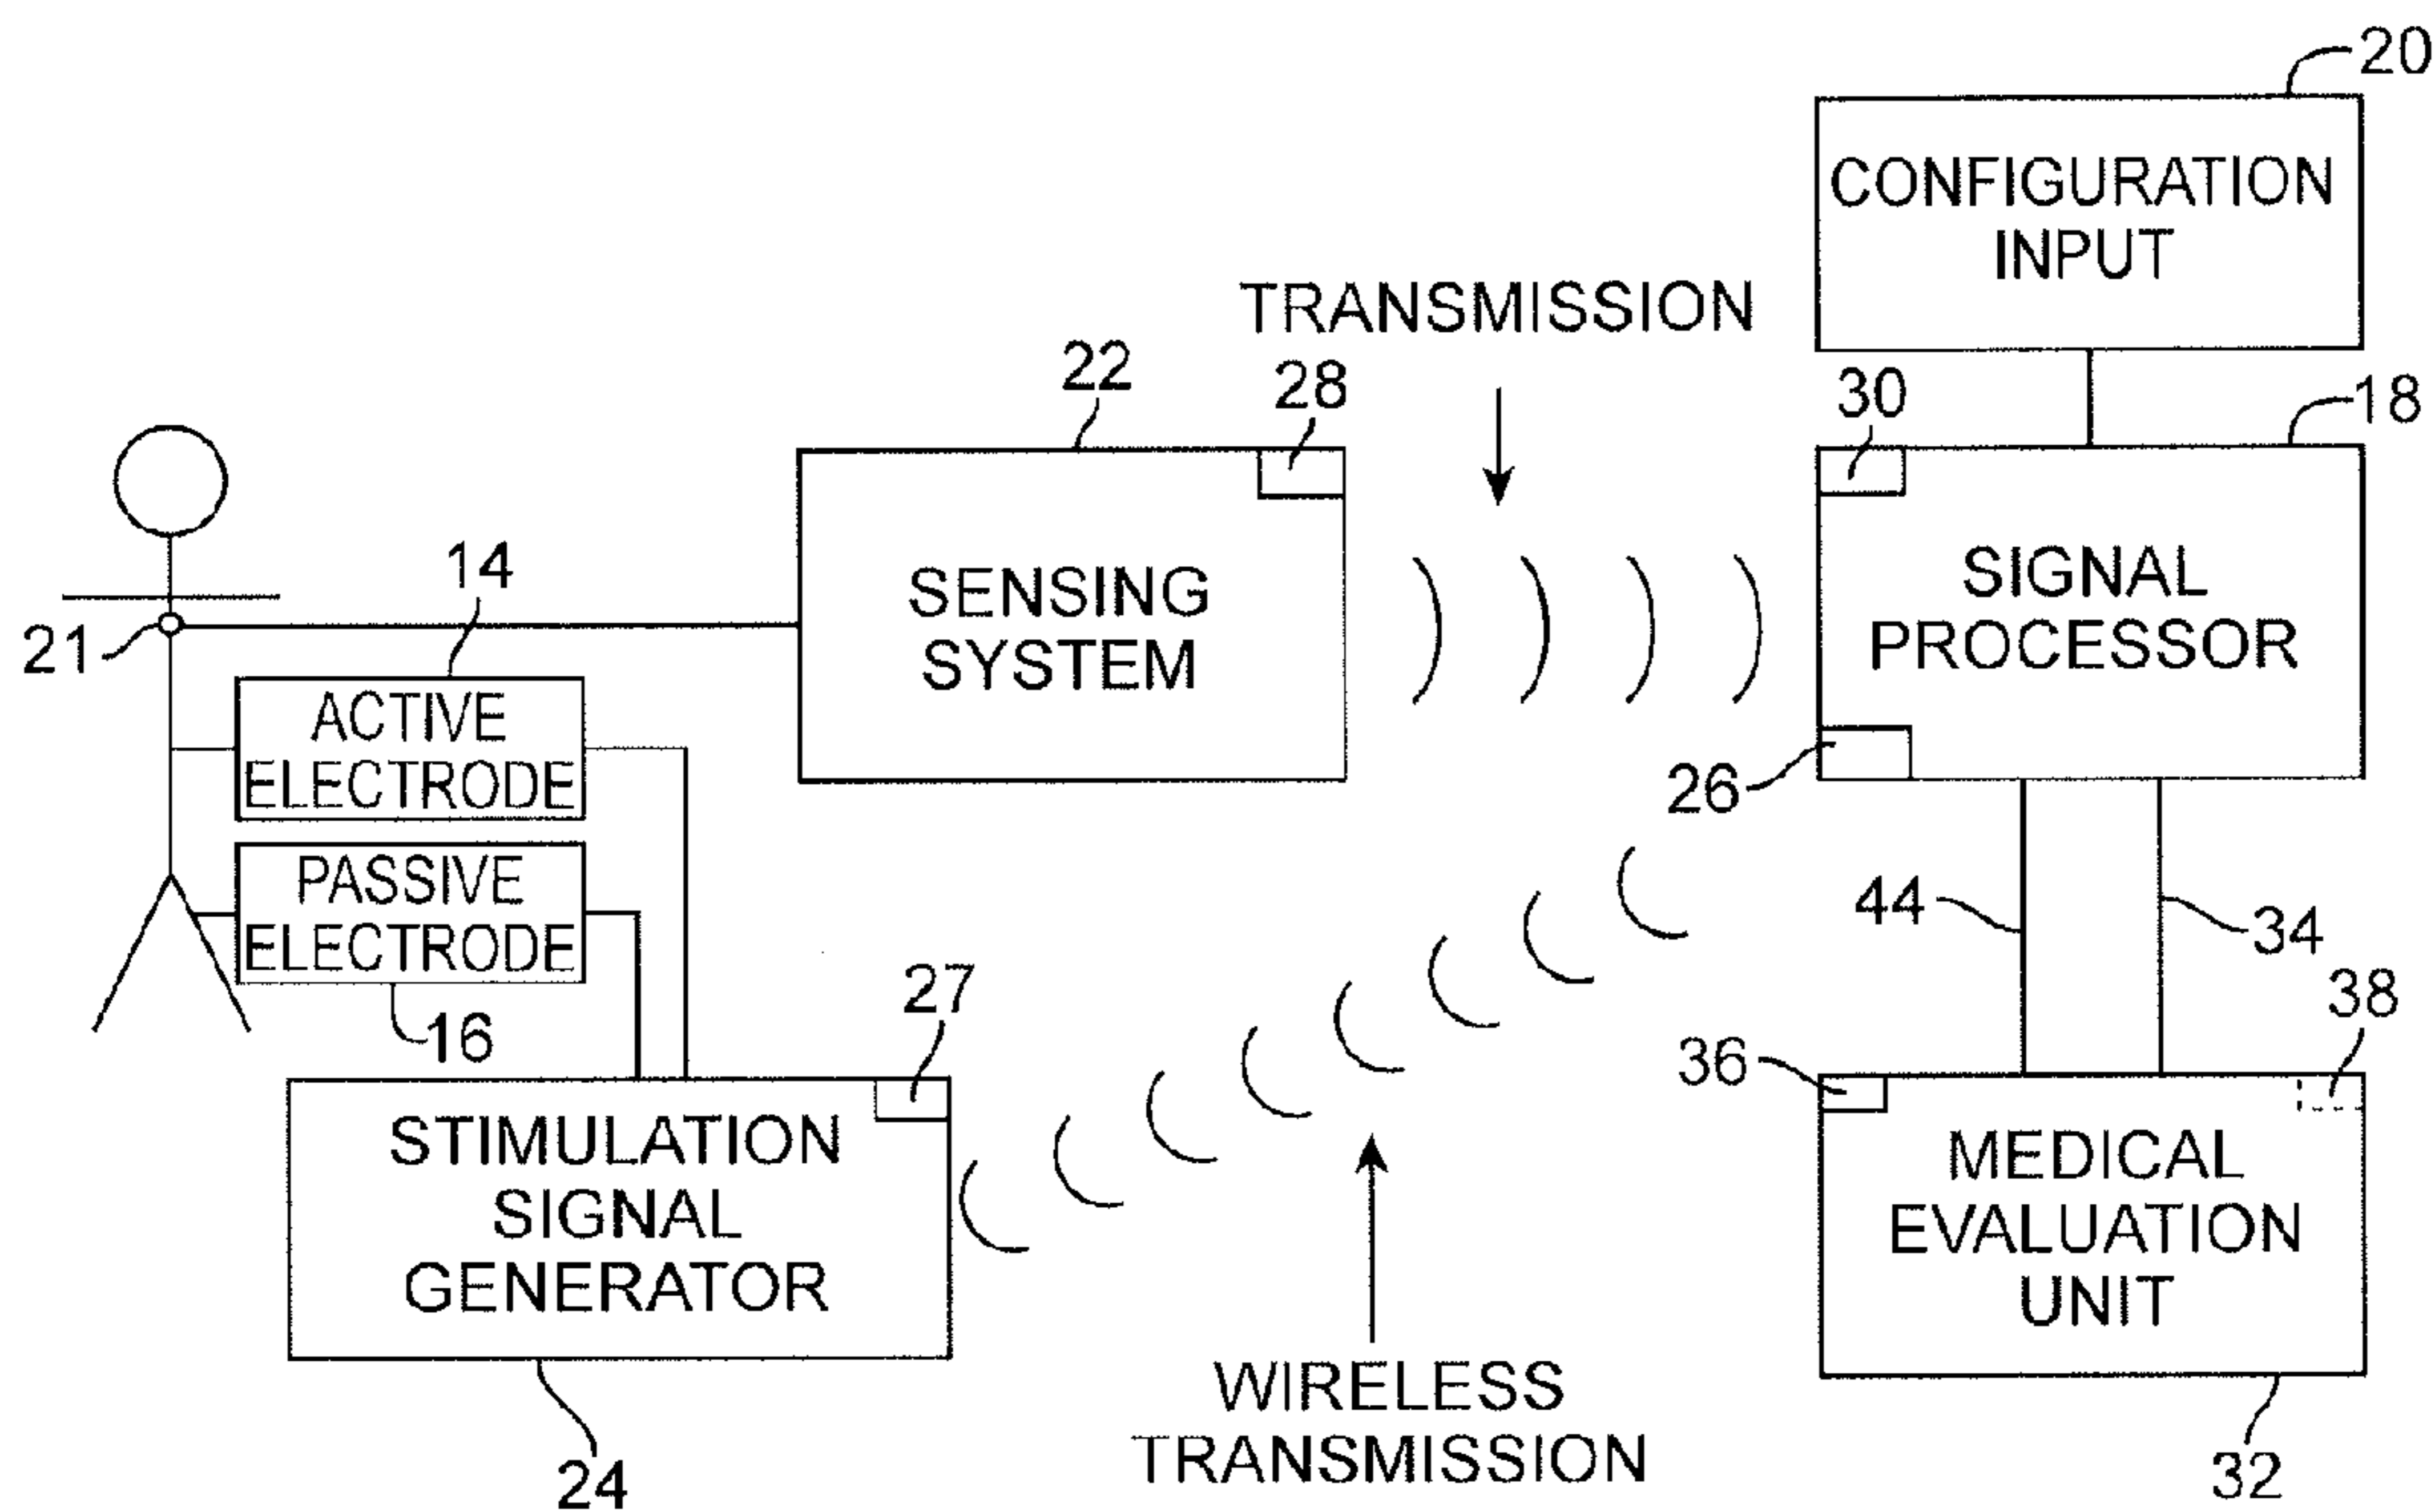 20
CONFIGURATION
INPUT
TRANSMISSION
22
28
30
18
14
SENSING
SYSTEM
SIGNAL
PROCESSOR
21
ACTIVE
ELECTRODE
26
PASSIVE
ELECTRODE
44
34
27
38
16
36
STIMULATION
SIGNAL
GENERATOR
MEDICAL
EVALUATION
UNIT
WIRELESS
TRANSMISSION
24
32